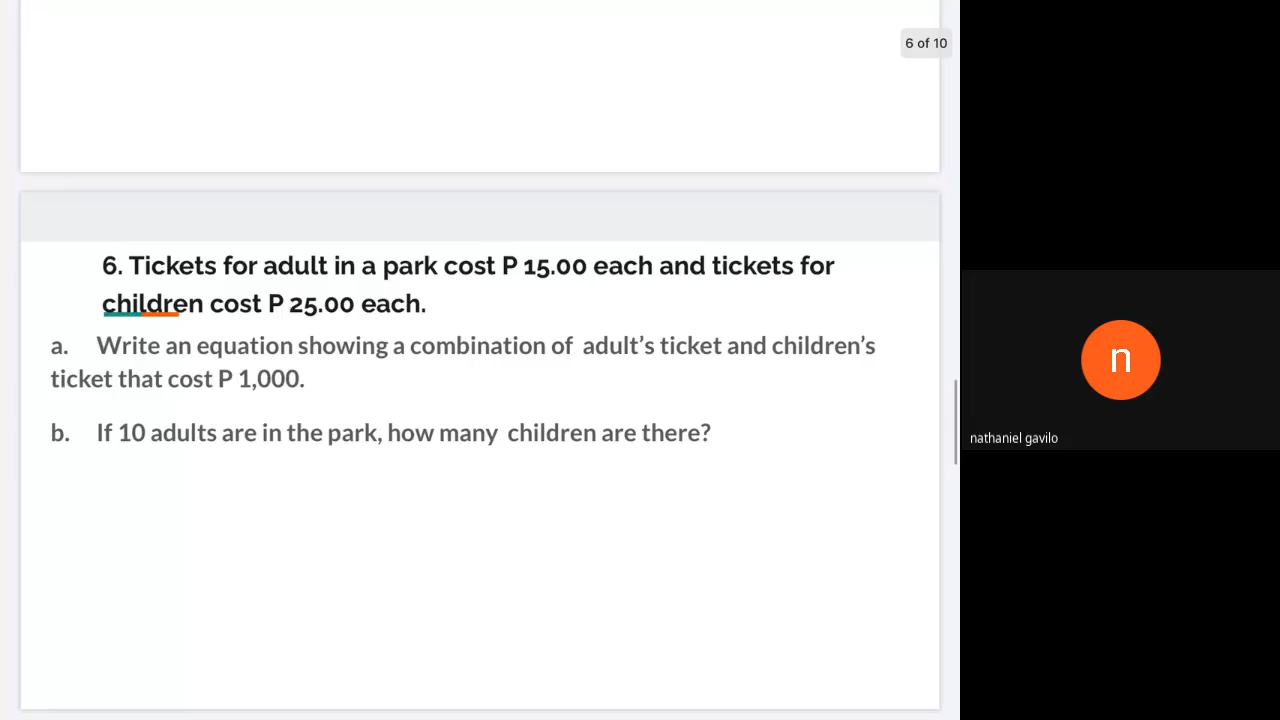 6 of 10
6. Tickets for adult in a park cost P 15.00 each and tickets for
children cost P 25.00 each.
a. Write an equation showing a combination of adult’s ticket and children’s
ticket that cost P 1,000.
b. If 10 adults are in the park, how many children are there?
n
nathaniel gavilo